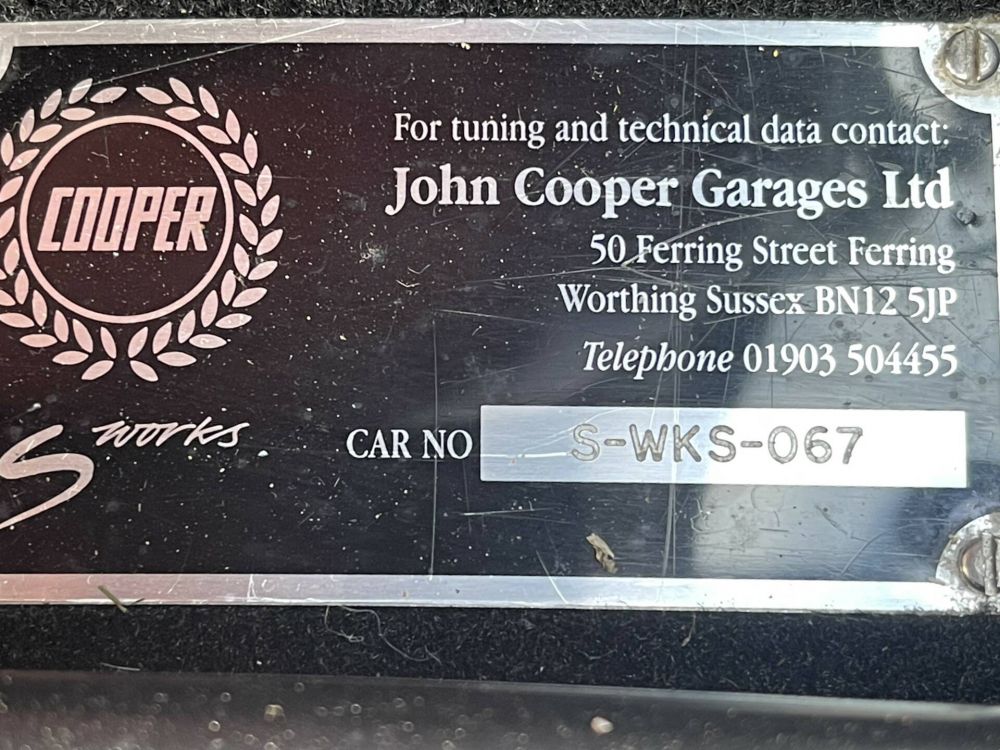 COOPER
S works
For tuning and technical data contact:
John Cooper Garages Ltd
50 Ferring Street Ferring
Worthing Sussex BN12 5JP
Telephone 01903 504455
CAR NO S-WKS-067